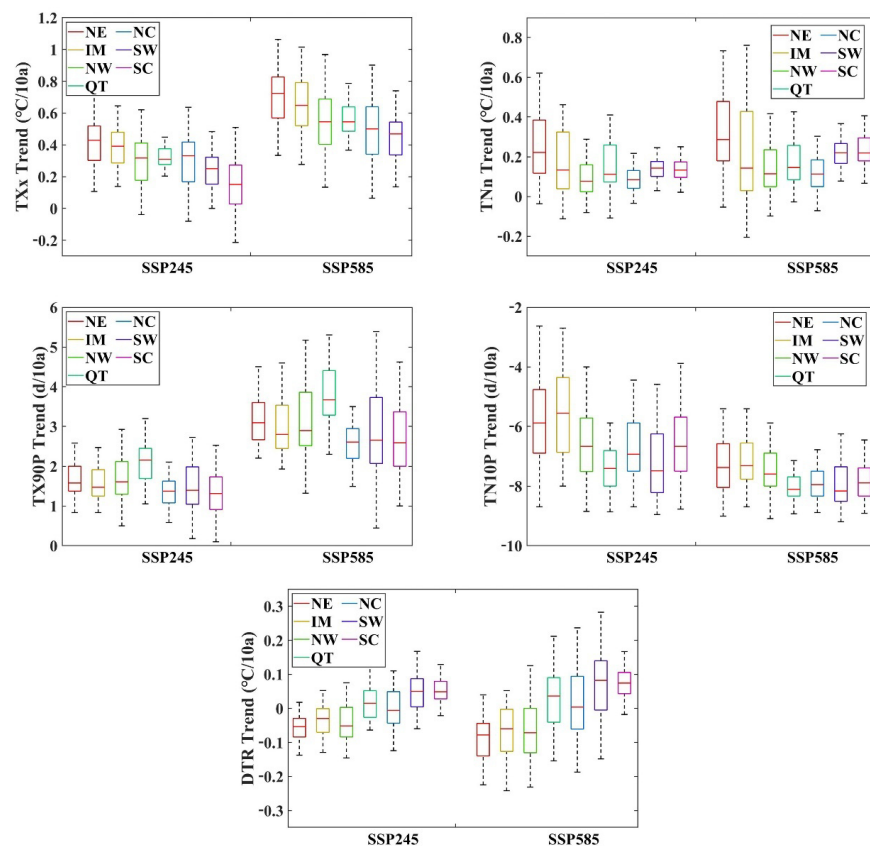 TXx Trend (°C/10a)
1.2
1
0.8
0.6
0.4
0.2
0
-0.2
NE NC
IM SW
NW SC
QT
SSP245 SSP585
TNn Trend (°C/10a)
0.8
0.6
0.4
0.2
0
-0.2
NE NC
IM SW
NW SC
QT
SSP245 SSP585
TX90P Trend (d/10a)
6
5
4
3
2
1
0
NE NC
IM SW
NW SC
QT
SSP245 SSP585
TN10P Trend (d/10a)
-2
-4
-6
-8
-10
NE NC
IM SW
NW SC
QT
SSP245 SSP585
DTR Trend (°C/10a)
0.3
0.2
0.1
0
-0.1
-0.2
-0.3
NE NC
IM SW
NW SC
QT
SSP245 SSP585